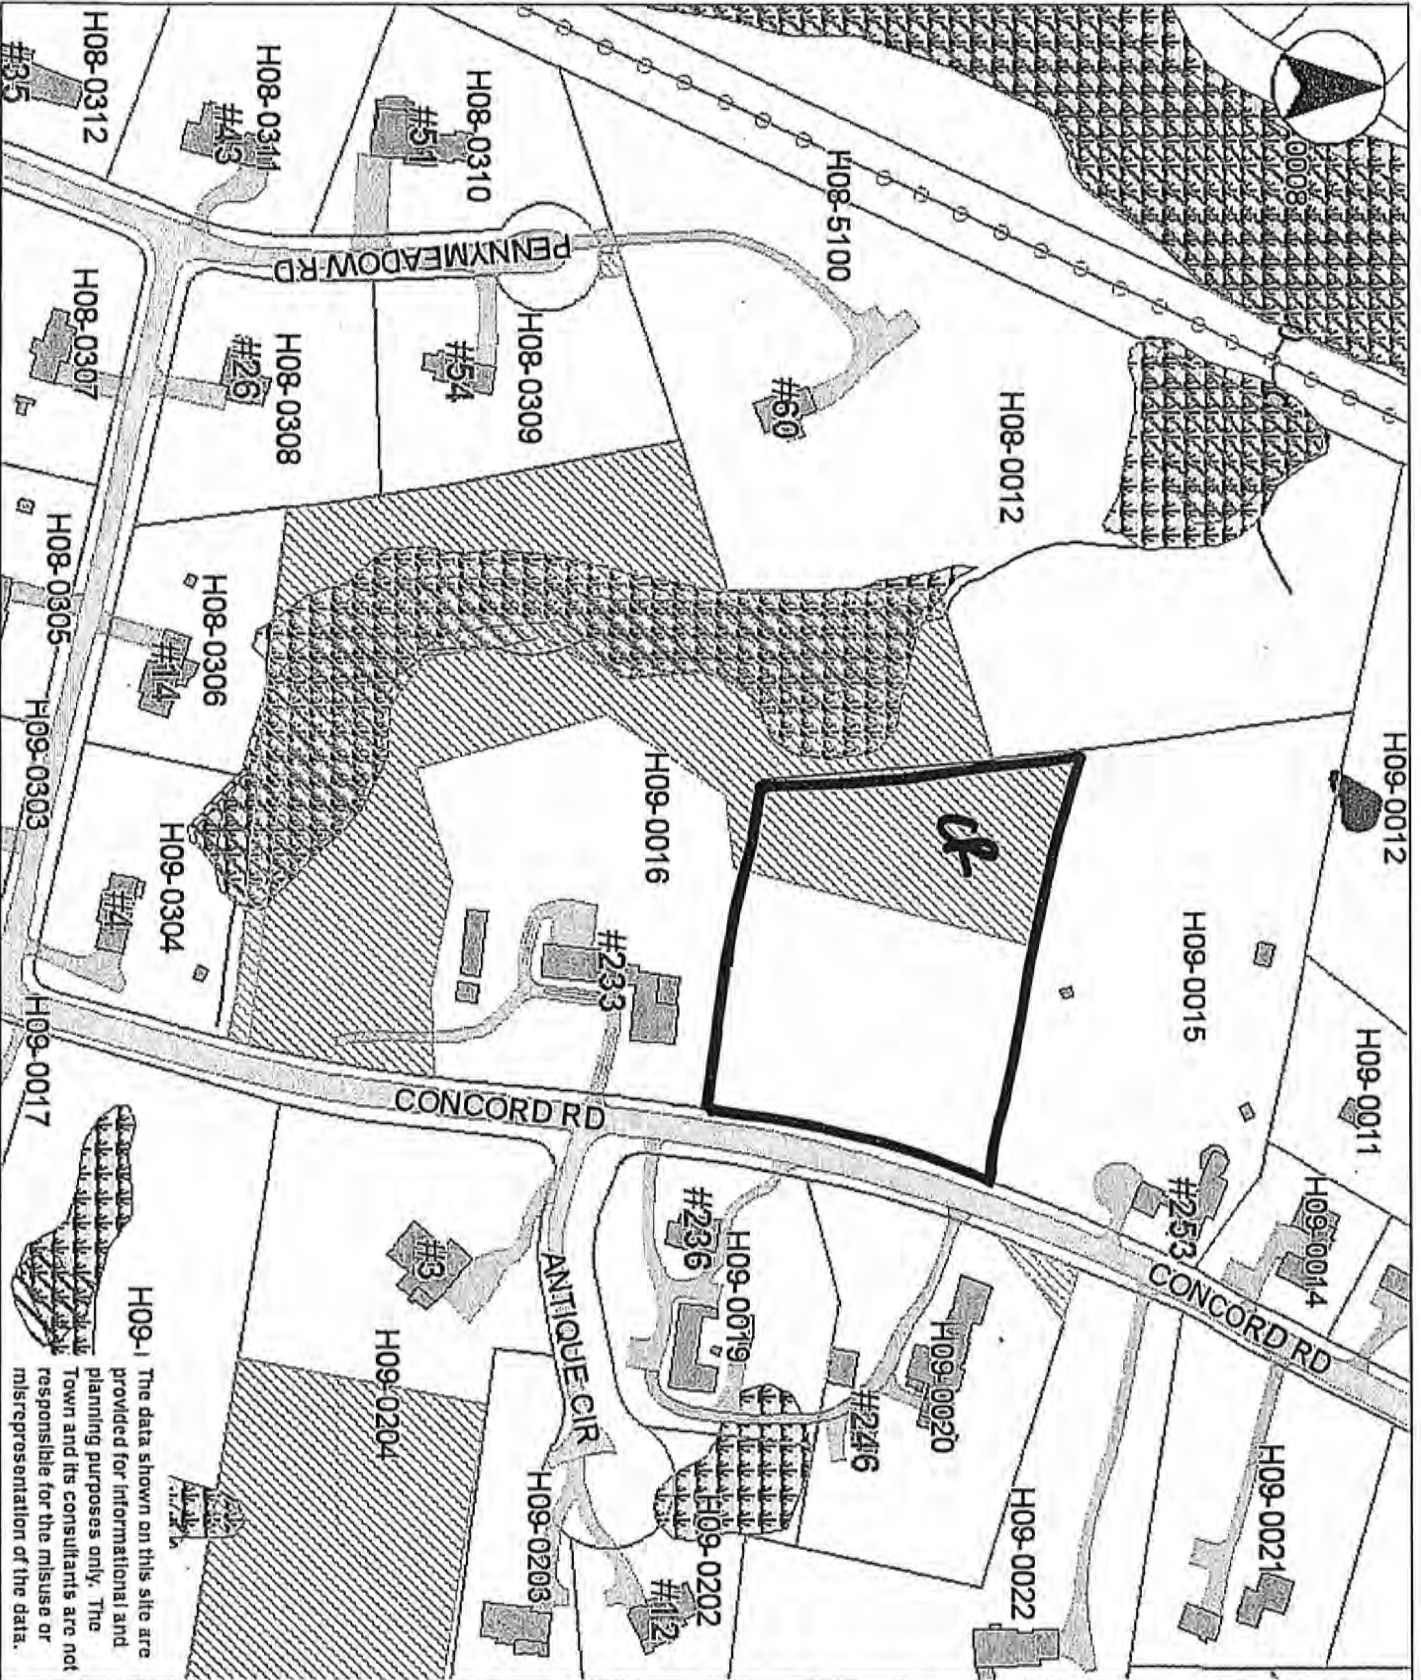 H08-0312
#35
H08-0311
#43
H08-0310
#51
H08-5100
0008
PENNYMEADOW RD
H08-0307
H08-0308
#26
H08-0309
#54
#60
H08-0012
H08-0305
H08-0306
#14
H09-0303
H09-0304
#4
H09-0016
#233
CR
H09-0015
H09-0012
H09-0011
H09-0014
#253
H09-0017
CONCORD RD
CONCORD RD
#3
ANTIQUE CIR
#236
H09-0019
#246
H09-0020
H09-0204
H09-0203
H09-0202
#12
H09-0022
H09-0021
H09-
The data shown on this site are
provided for informational and
planning purposes only. The
Town and its consultants are not
responsible for the misuse or
misrepresentation of the data.